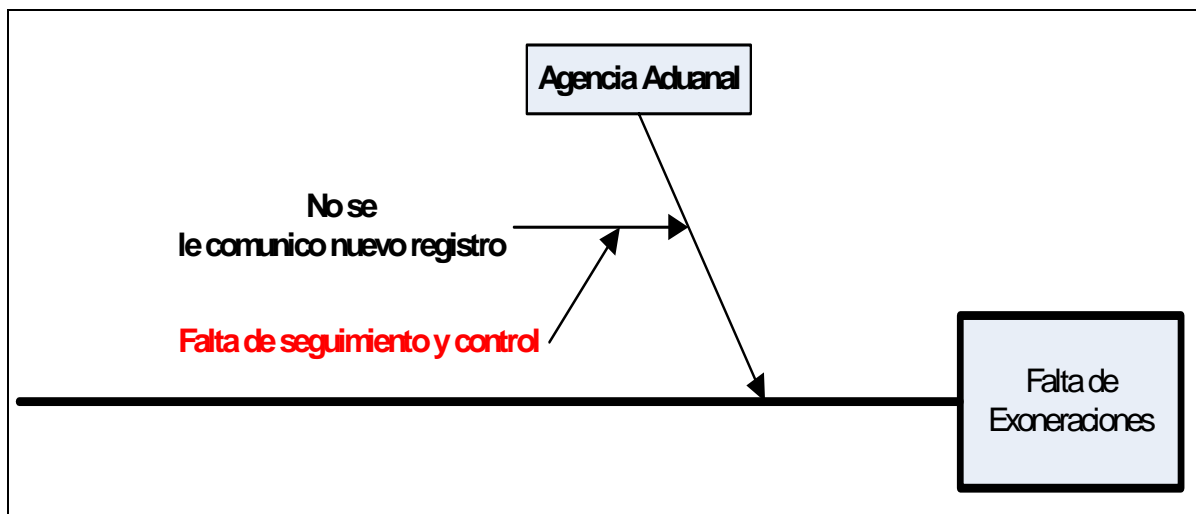 Agencia Aduanal
No se
le comunico nuevo registro
Falta de seguimiento y control
Falta de
Exoneraciones